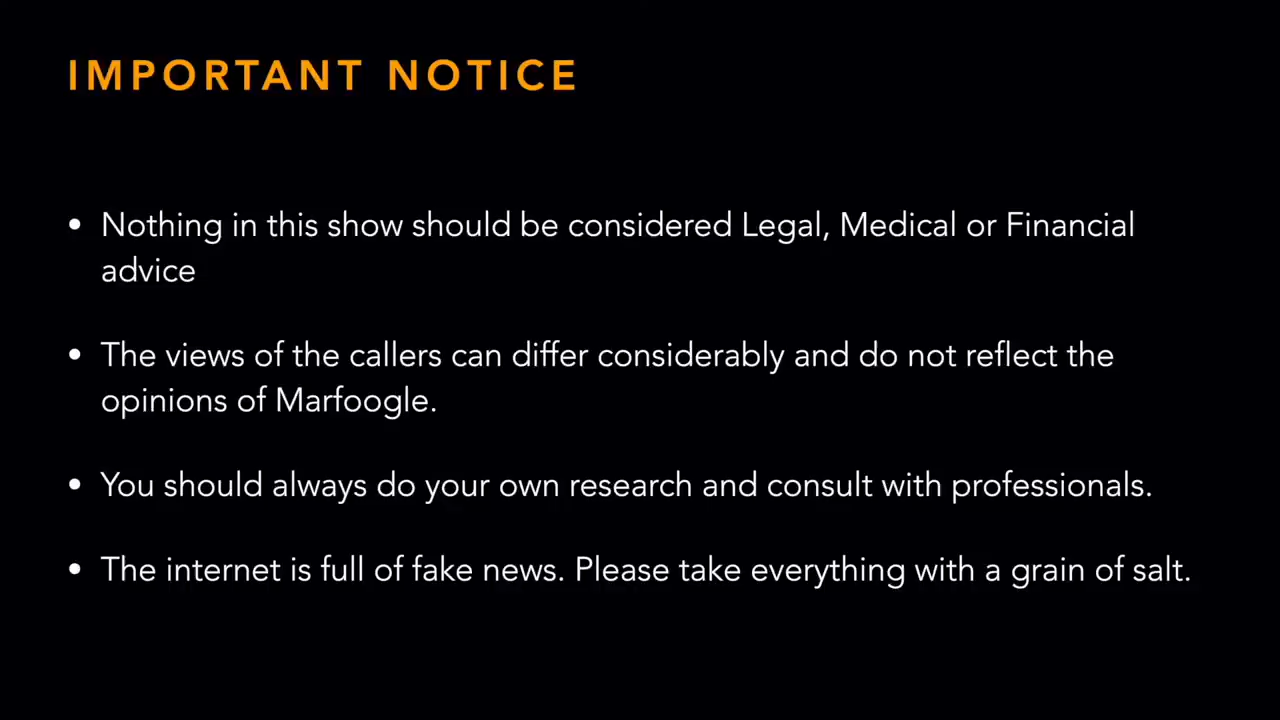 IMPORTANT NOTICE
• Nothing in this show should be considered Legal, Medical or Financial
advice
• The views of the callers can differ considerably and do not reflect the
opinions of Marfoogle.
• You should always do your own research and consult with professionals.
• The internet is full of fake news. Please take everything with a grain of salt.